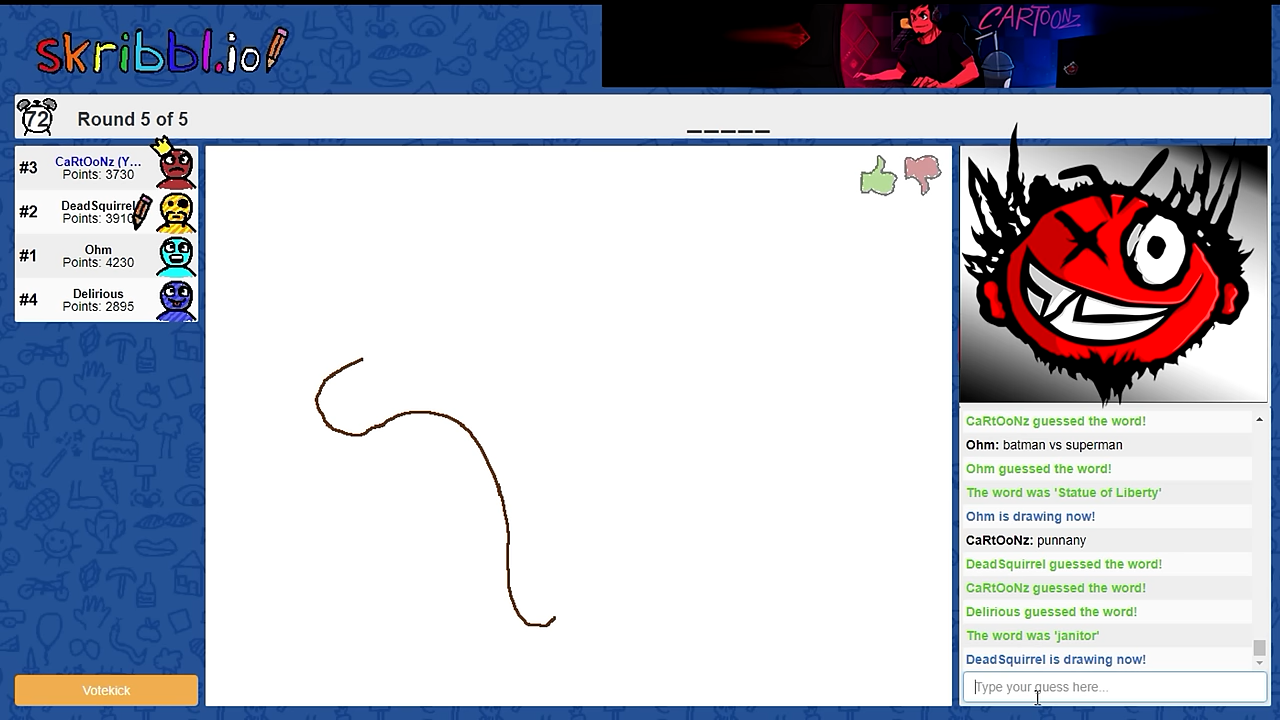 CARTOONZ
skribbl.io
72
Round 5 of 5
_ _ _ _ _
#3 CaRtOoNz (Y...
Points: 3730
#2 DeadSquirrel
Points: 3910
#1 Ohm
Points: 4230
#4 Delirious
Points: 2895
CaRtOoNz guessed the word!
Ohm: batman vs superman
Ohm guessed the word!
The word was 'Statue of Liberty'
Ohm is drawing now!
CaRtOoNz: punnany
DeadSquirrel guessed the word!
CaRtOoNz guessed the word!
Delirious guessed the word!
The word was 'janitor'
DeadSquirrel is drawing now!
Type your guess here...
Votekick